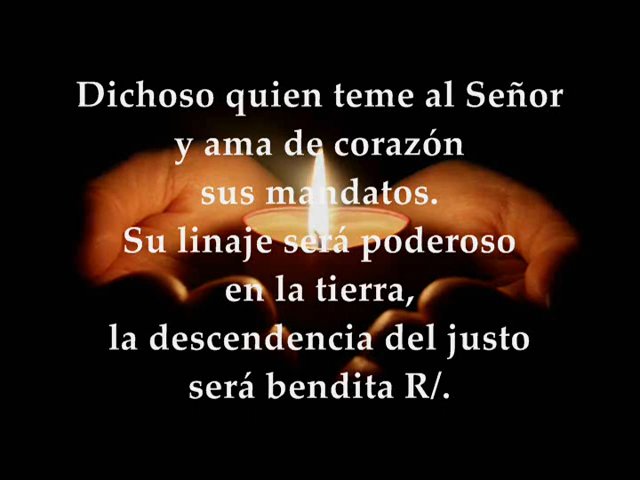 Dichoso quien teme al Señor
y ama de corazón
sus mandatos.
Su linaje será poderoso
en la tierra,
la descendencia del justo
será bendita R/.